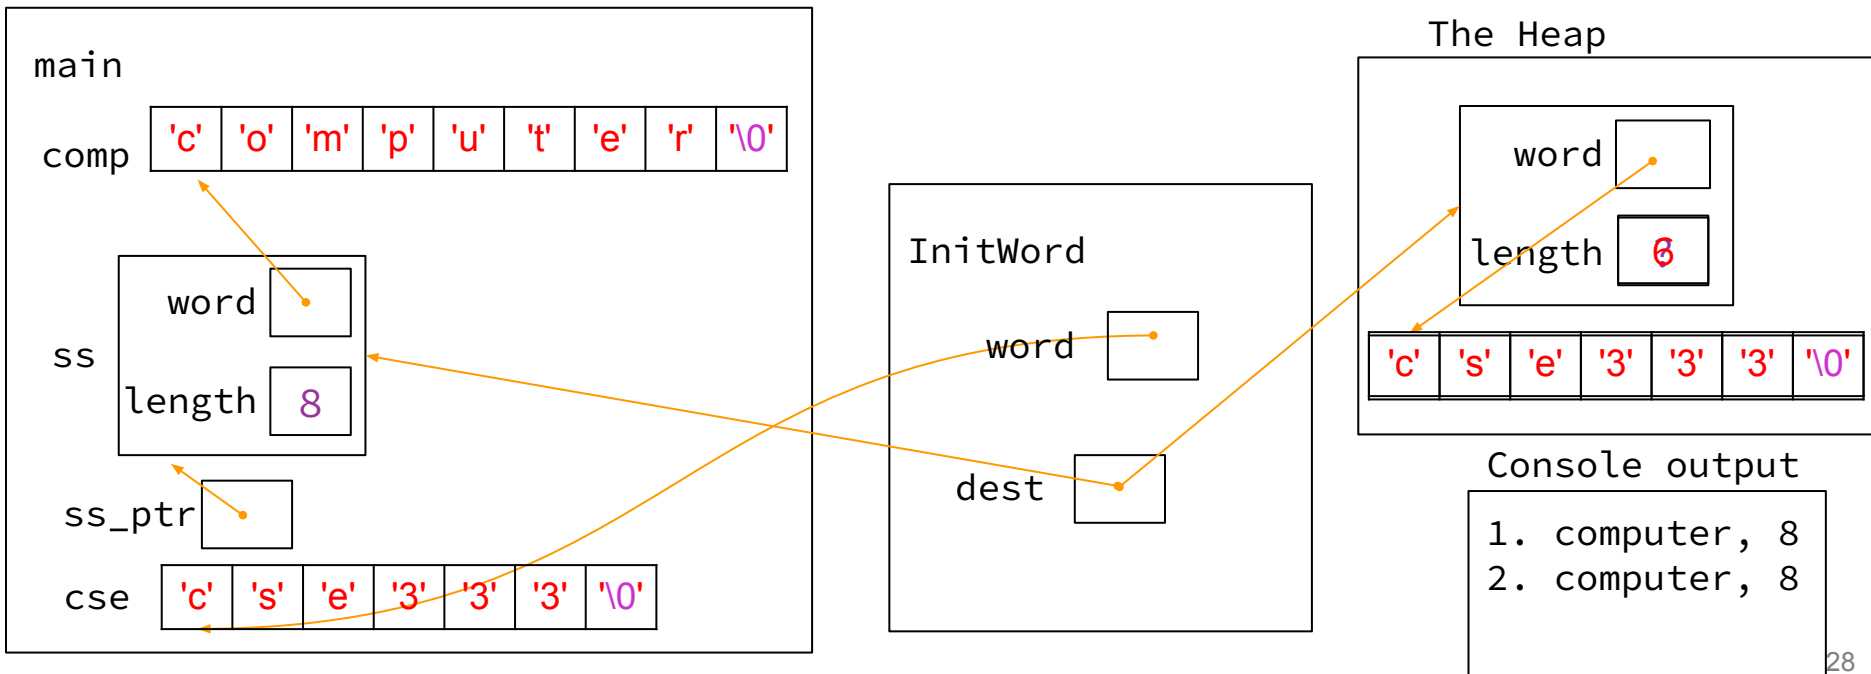 main
comp 'c' 'o' 'm' 'p' 'u' 't' 'e' 'r' '\0'
ss
word
length 8
ss_ptr
cse 'c' 's' 'e' '3' '3' '3' '\0'
InitWord
word
dest
The Heap
word
length 6
'c' 's' 'e' '3' '3' '3' '\0'
Console output
1. computer, 8
2. computer, 8
28